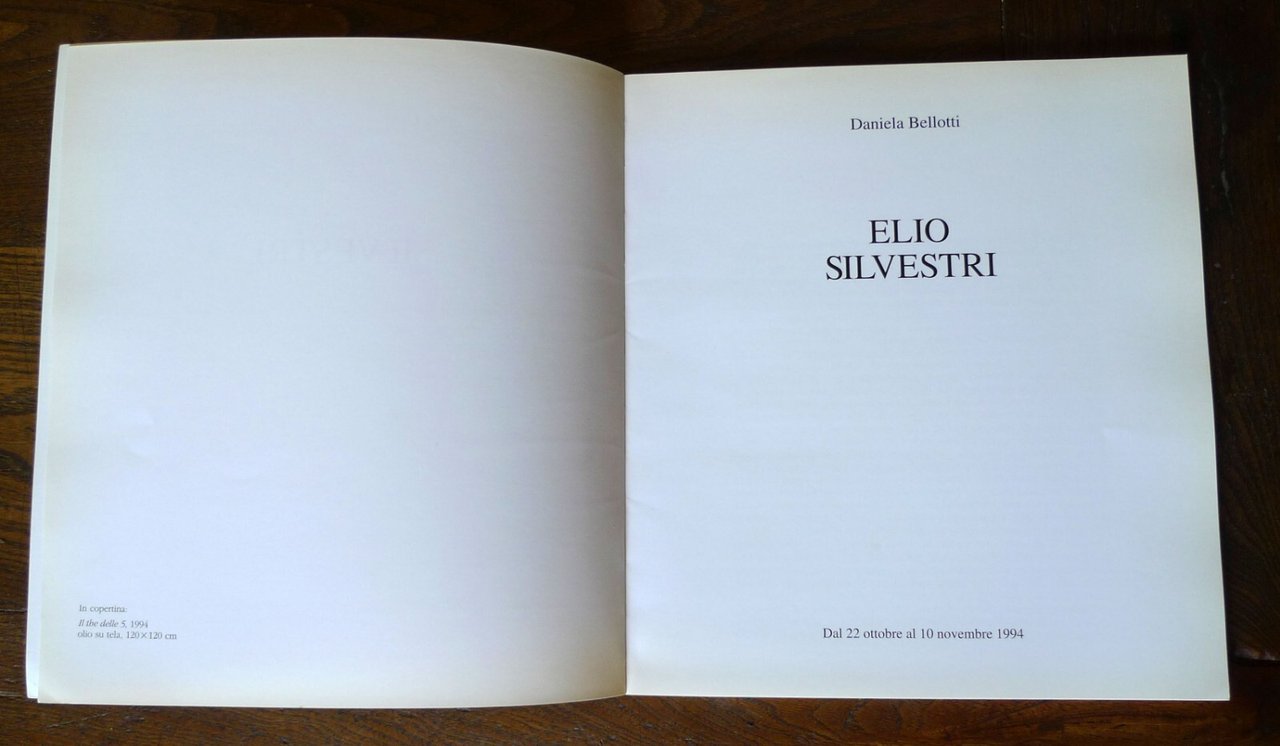 In copertina:
Il the delle 5, 1994
olio su tela, 120×120 cm
Daniela Bellotti
ELIO
SILVESTRI
Dal 22 ottobre al 10 novembre 1994